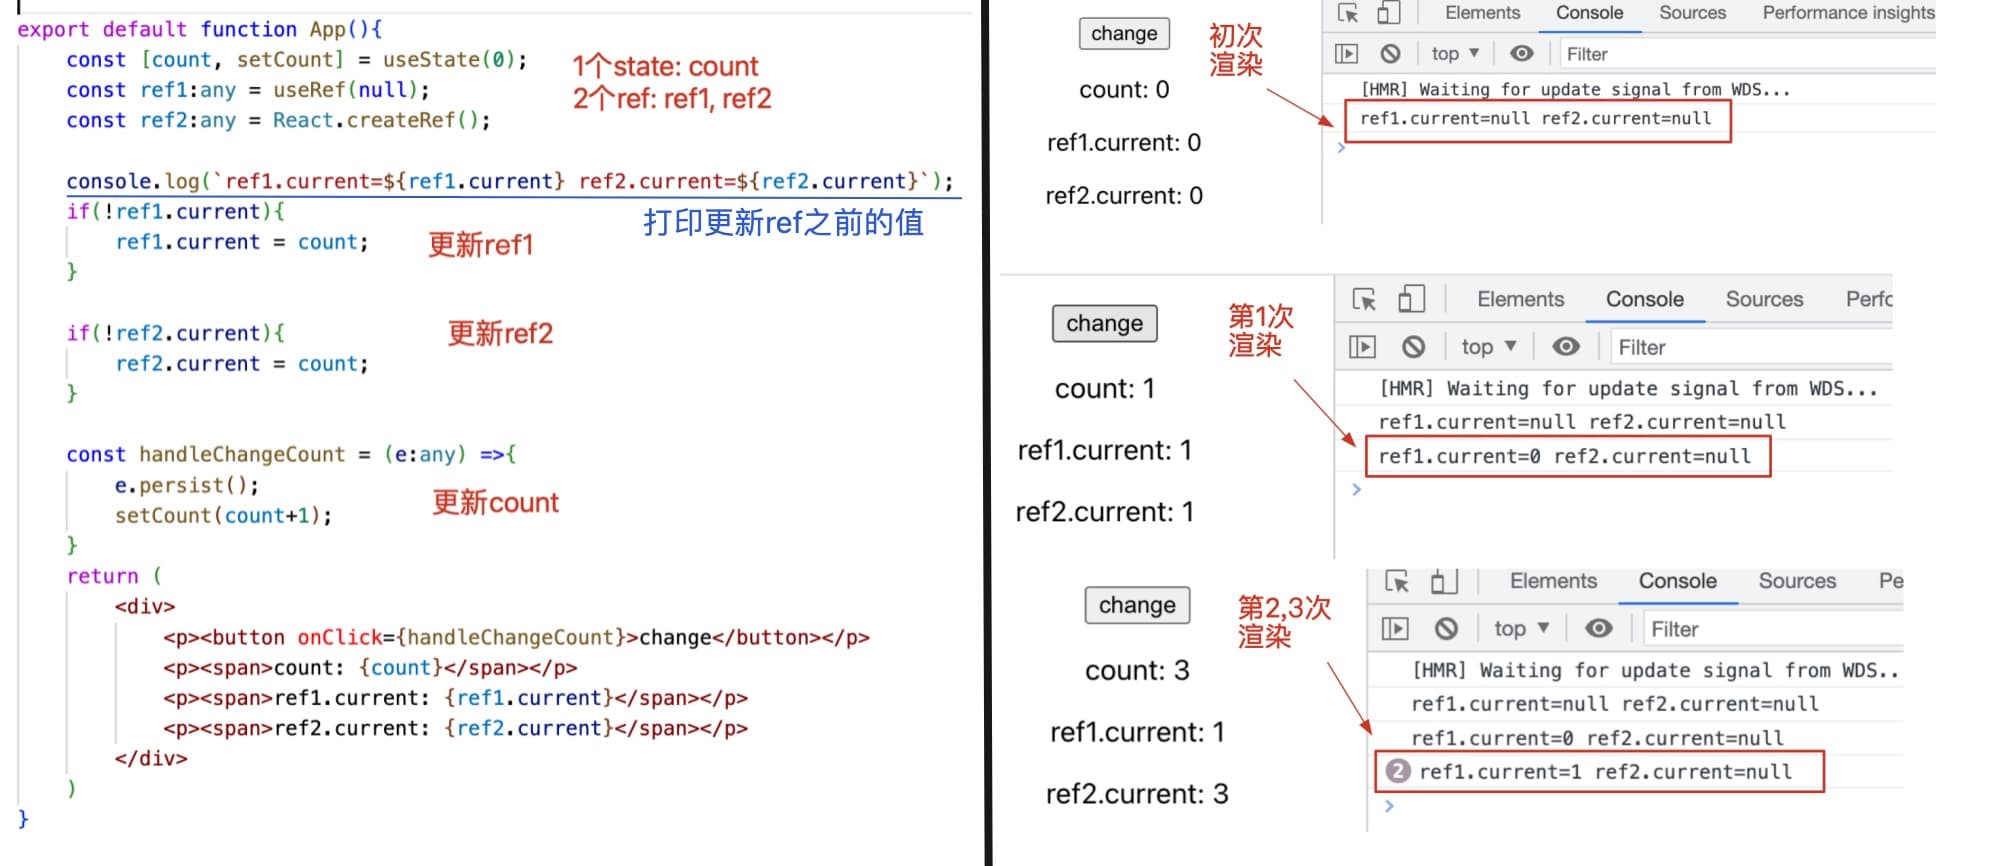 export default function App(){
const [count, setCount] = useState(0);
const ref1:any = useRef(null);
const ref2:any = React.createRef();
1个state: count
2个ref: ref1, ref2
console.log(`ref1.current=${ref1.current} ref2.current=${ref2.current}`);
打印更新ref之前的值
if(!ref1.current){
ref1.current = count;
更新ref1
}
if(!ref2.current){
更新ref2
ref2.current = count;
}
const handleChangeCount = (e:any) =>{
e.persist();
更新count
setCount(count+1);
}
return (
<div>
<p><button onClick={handleChangeCount}>change</button></p>
<p><span>count: {count}</span></p>
<p><span>ref1.current: {ref1.current}</span></p>
<p><span>ref2.current: {ref2.current}</span></p>
</div>
)
}
change
count: 0
ref1.current: 0
ref2.current: 0
初次
渲染
Elements Console Sources Performance insights
top ▼ Filter
[HMR] Waiting for update signal from WDS...
ref1.current=null ref2.current=null
change
count: 1
ref1.current: 1
ref2.current: 1
第1次
渲染
Elements Console Sources Perfc
top ▼ Filter
[HMR] Waiting for update signal from WDS...
ref1.current=null ref2.current=null
ref1.current=0 ref2.current=null
change
count: 3
ref1.current: 1
ref2.current: 3
第2,3次
渲染
Elements Console Sources Pe
top ▼ Filter
[HMR] Waiting for update signal from WDS..
ref1.current=null ref2.current=null
ref1.current=0 ref2.current=null
2 ref1.current=1 ref2.current=null